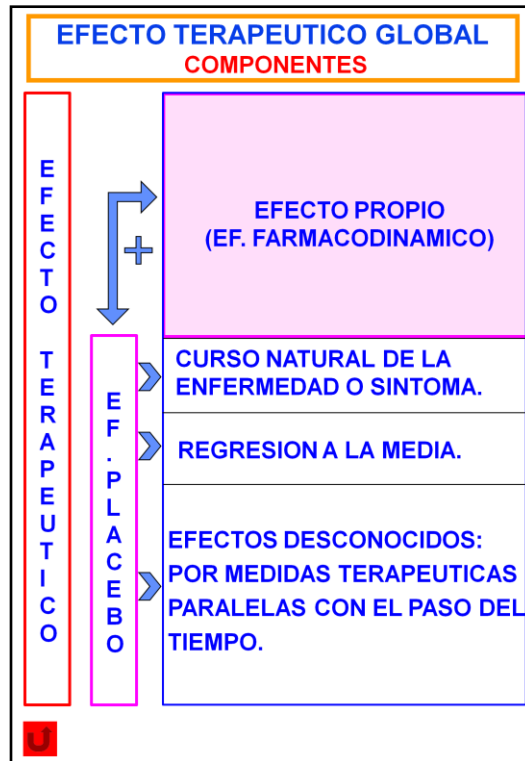 EFECTO TERAPEUTICO GLOBAL
COMPONENTES
EFECTO TERAPEUTICO
EF. PLACEBO
+
EFECTO PROPIO
(EF. FARMACODINAMICO)
CURSO NATURAL DE LA
ENFERMEDAD O SINTOMA.
REGRESION A LA MEDIA.
EFECTOS DESCONOCIDOS:
POR MEDIDAS TERAPEUTICAS
PARALELAS CON EL PASO DEL
TIEMPO.